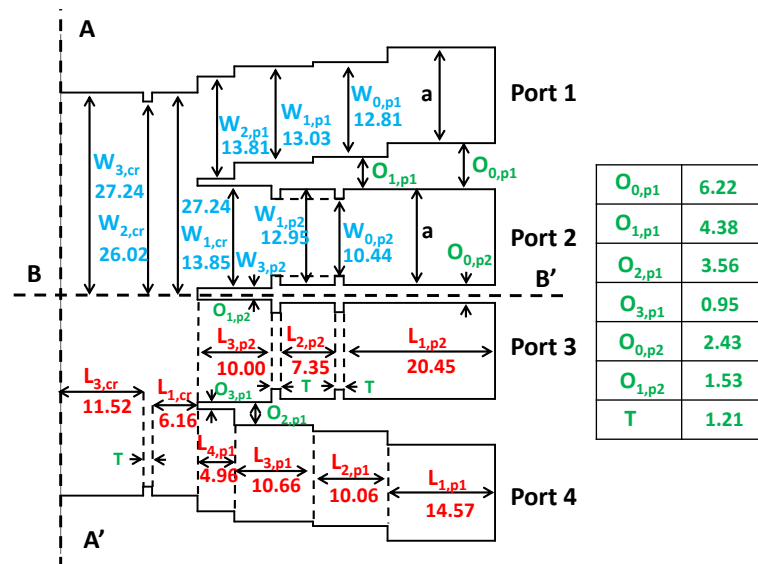 A
Port 1
W0,p1
12.81
W1,p1
13.03
W2,p1
13.81
a
O1,p1
O0,p1
W3,cr
27.24
W2,cr
26.02
27.24
W1,cr
13.85
W1,p2
12.95
W0,p2
10.44
W3,p2
a
Port 2
O0,p2
B
B'
O1,p2
L3,p2
10.00
L2,p2
7.35
L1,p2
20.45
Port 3
T
T
L3,cr
11.52
L1,cr
6.16
O3,p1
O2,p1
T
L4,p1
4.96
L3,p1
10.66
L2,p1
10.06
L1,p1
14.57
Port 4
A'
O0,p1 6.22
O1,p1 4.38
O2,p1 3.56
O3,p1 0.95
O0,p2 2.43
O1,p2 1.53
T 1.21